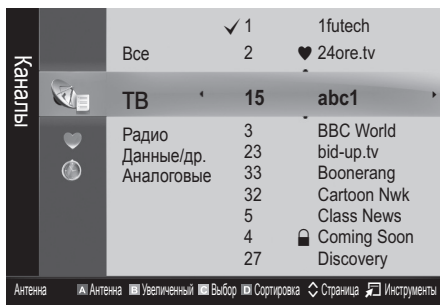 Каналы
1 1futech
Все 2 24ore.tv
ТВ 15 abc1
Радио 3 BBC World
Данные/др. 23 bid-up.tv
Аналоговые 33 Boonerang
32 Cartoon Nwk
5 Class News
4 Coming Soon
27 Discovery
Антенна A Антенна B Увеличенный C Выбор D Сортировка Страница Инструменты